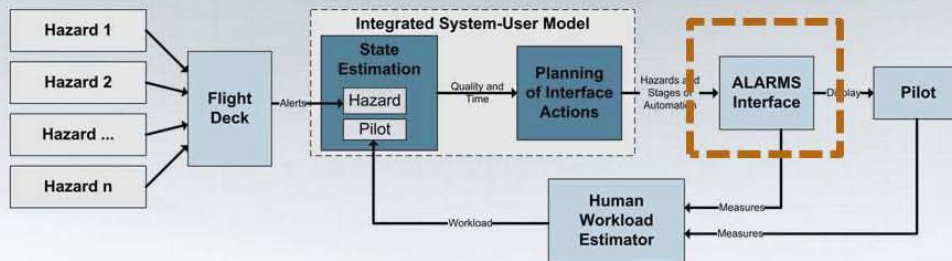 Integrated System-User Model
Hazard 1
Hazard 2
Hazard ...
Hazard n
Flight
Deck
Alerts
State
Estimation
Hazard
Pilot
Quality and
Time
Planning
of Interface
Actions
Hazards and
Stages of
Automation
ALARMS
Interface
Display
Pilot
Human
Workload
Estimator
Workload
Measures
Measures